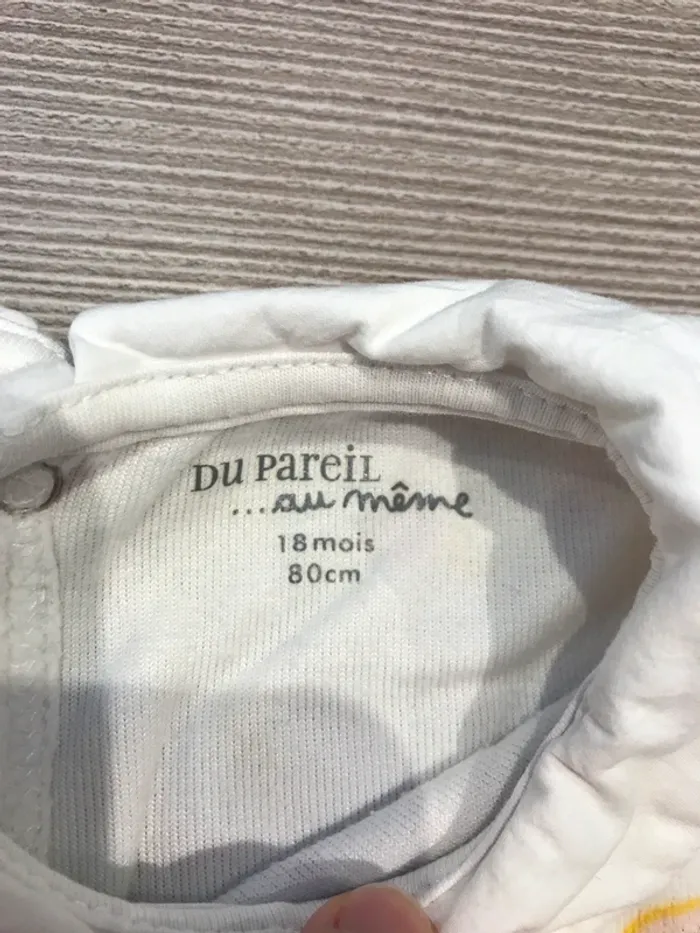 DU PAREIL
...au même
18 mois
80cm